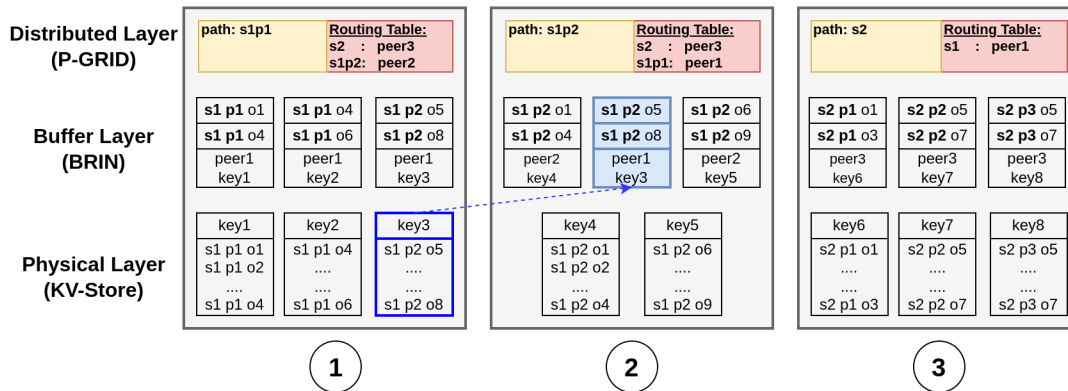 Distributed Layer
(P-GRID)
path: s1p1
Routing Table:
s2 : peer3
s1p2: peer2
path: s1p2
Routing Table:
s2 : peer3
s1p1: peer1
path: s2
Routing Table:
s1 : peer1
Buffer Layer
(BRIN)
s1 p1 o1
s1 p1 o4
peer1
key1
s1 p1 o4
s1 p1 o6
peer1
key2
s1 p2 o5
s1 p2 o8
peer1
key3
s1 p2 o1
s1 p2 o4
peer2
key4
s1 p2 o5
s1 p2 o8
peer1
key3
s1 p2 o6
s1 p2 o9
peer2
key5
s2 p1 o1
s2 p1 o3
peer3
key6
s2 p2 o5
s2 p2 o7
peer3
key7
s2 p3 o5
s2 p3 o7
peer3
key8
Physical Layer
(KV-Store)
key1
s1 p1 o1
s1 p1 o2
....
s1 p1 o4
key2
s1 p1 o4
....
....
s1 p1 o6
key3
s1 p2 o5
....
....
s1 p2 o8
key4
s1 p2 o1
s1 p2 o2
....
s1 p2 o4
key5
s1 p2 o6
....
....
s1 p2 o9
key6
s2 p1 o1
....
....
s2 p1 o3
key7
s2 p2 o5
....
....
s2 p2 o7
key8
s2 p3 o5
....
....
s2 p3 o7
1
2
3